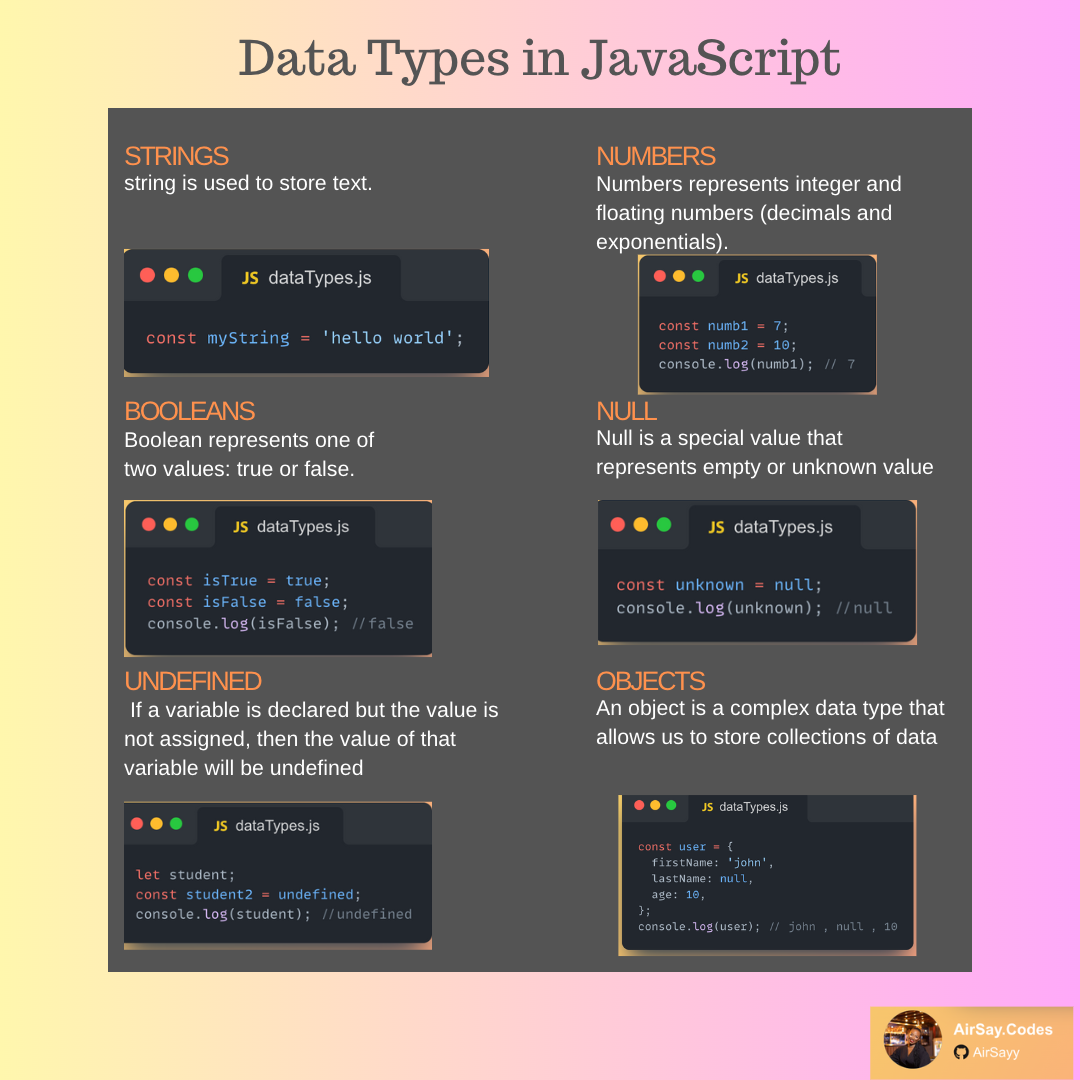 Data Types in JavaScript
STRINGS
string is used to store text.
JS dataTypes.js
const myString = 'hello world';
NUMBERS
Numbers represents integer and
floating numbers (decimals and
exponentials).
JS dataTypes.js
const numb1 = 7;
const numb2 = 10;
console.log(numb1); // 7
BOOLEANS
Boolean represents one of
two values: true or false.
JS dataTypes.js
const isTrue = true;
const isFalse = false;
console.log(isFalse); //false
NULL
Null is a special value that
represents empty or unknown value
JS dataTypes.js
const unknown = null;
console.log(unknown); //null
UNDEFINED
If a variable is declared but the value is
not assigned, then the value of that
variable will be undefined
JS dataTypes.js
let student;
const student2 = undefined;
console.log(student); //undefined
OBJECTS
An object is a complex data type that
allows us to store collections of data
JS dataTypes.js
const user = {
firstName: 'john',
lastName: null,
age: 10,
};
console.log(user); // john , null , 10
AirSay.Codes
AirSayy